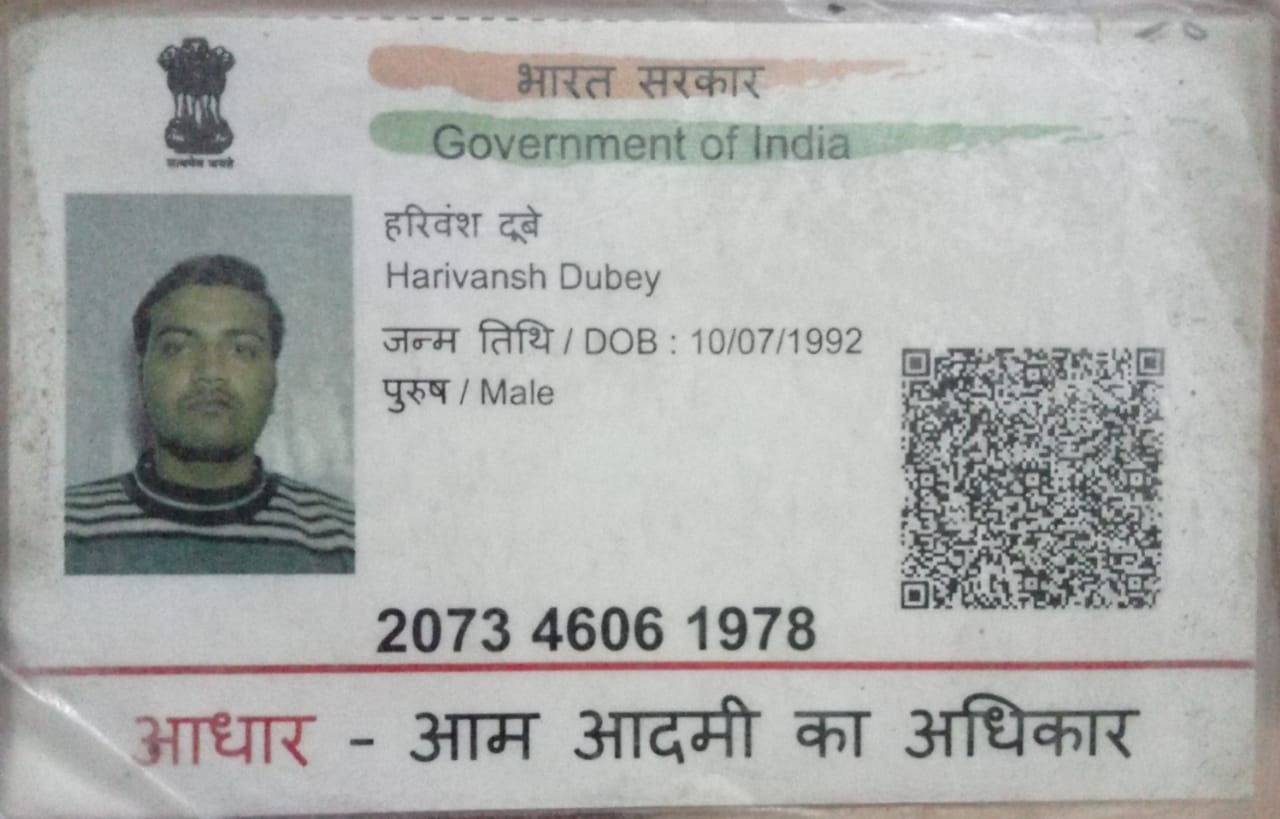 भारत सरकार
Government of India
सत्यमेव जयते
हरिवंश दूबे
Harivansh Dubey
जन्म तिथि / DOB : 10/07/1992
पुरुष / Male
2073 4606 1978
आधार - आम आदमी का अधिकार